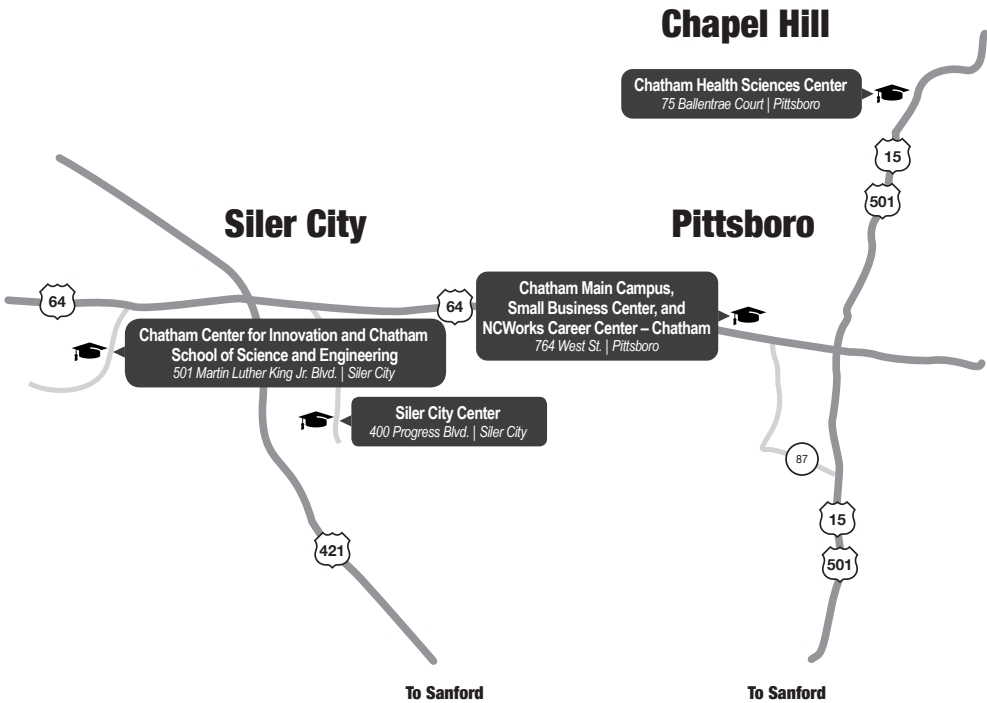 Chapel Hill
Chatham Health Sciences Center
75 Ballentrae Court | Pittsboro
15
501
Siler City
Pittsboro
64
64
Chatham Main Campus,
Small Business Center, and
NCWorks Career Center – Chatham
764 West St. | Pittsboro
Chatham Center for Innovation and Chatham
School of Science and Engineering
501 Martin Luther King Jr. Blvd. | Siler City
Siler City Center
400 Progress Blvd. | Siler City
87
15
501
421
To Sanford
To Sanford